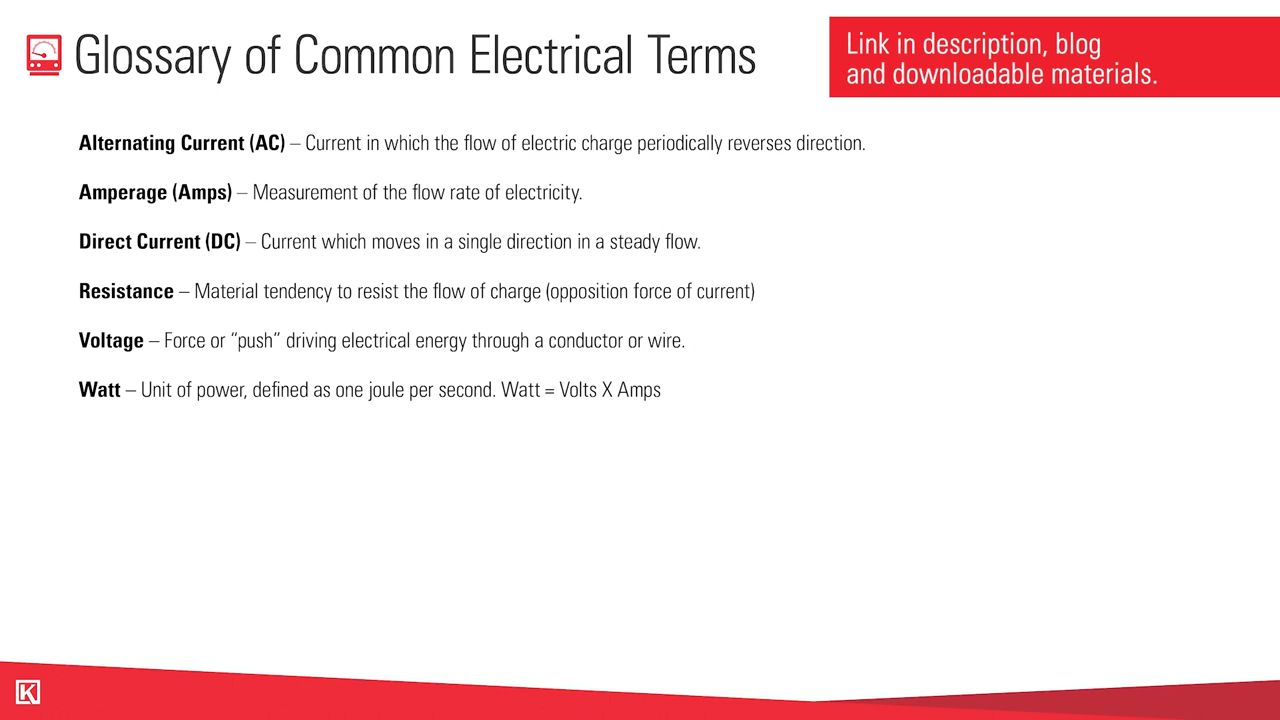 Glossary of Common Electrical Terms
Link in description, blog
and downloadable materials.
Alternating Current (AC) – Current in which the flow of electric charge periodically reverses direction.
Amperage (Amps) – Measurement of the flow rate of electricity.
Direct Current (DC) – Current which moves in a single direction in a steady flow.
Resistance – Material tendency to resist the flow of charge (opposition force of current)
Voltage – Force or “push” driving electrical energy through a conductor or wire.
Watt – Unit of power, defined as one joule per second. Watt = Volts X Amps
K